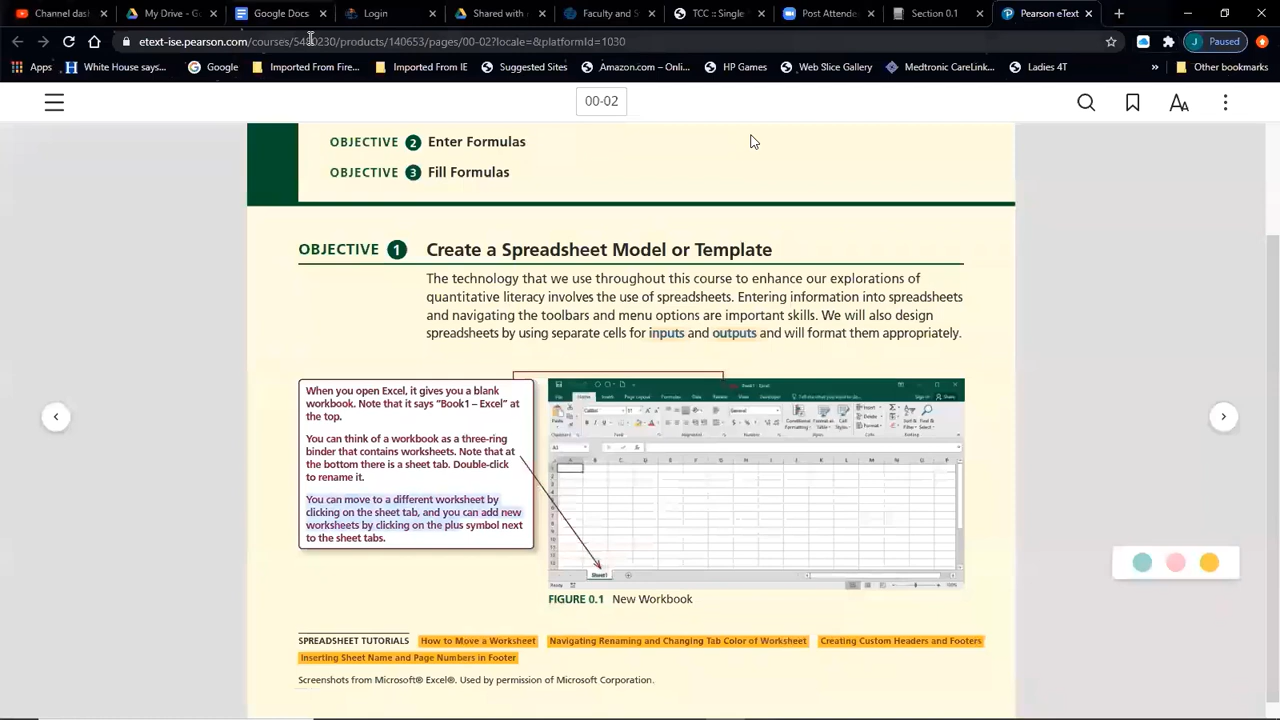 Channel dash
My Drive - Go
Google Docs
Login
Shared with
Faculty and S
TCC :: Single
Post Attende
Section 0.1
Pearson eText
etext-ise.pearson.com/courses/5480230/products/140653/pages/00-02?locale=&platformId=1030
J Paused
Apps
White House says...
Google
Imported From Fire...
Imported From IE
Suggested Sites
Amazon.com – Onli...
HP Games
Web Slice Gallery
Medtronic CareLink...
Ladies 4T
»
Other bookmarks
00-02
OBJECTIVE 2 Enter Formulas
OBJECTIVE 3 Fill Formulas
OBJECTIVE 1 Create a Spreadsheet Model or Template
The technology that we use throughout this course to enhance our explorations of
quantitative literacy involves the use of spreadsheets. Entering information into spreadsheets
and navigating the toolbars and menu options are important skills. We will also design
spreadsheets by using separate cells for inputs and outputs and will format them appropriately.
When you open Excel, it gives you a blank
workbook. Note that it says "Book1 – Excel" at
the top.
You can think of a workbook as a three-ring
binder that contains worksheets. Note that at
the bottom there is a sheet tab. Double-click
to rename it.
You can move to a different worksheet by
clicking on the sheet tab, and you can add new
worksheets by clicking on the plus symbol next
to the sheet tabs.
Sheet1
FIGURE 0.1 New Workbook
SPREADSHEET TUTORIALS How to Move a Worksheet Navigating Renaming and Changing Tab Color of Worksheet Creating Custom Headers and Footers
Inserting Sheet Name and Page Numbers in Footer
Screenshots from Microsoft® Excel®. Used by permission of Microsoft Corporation.